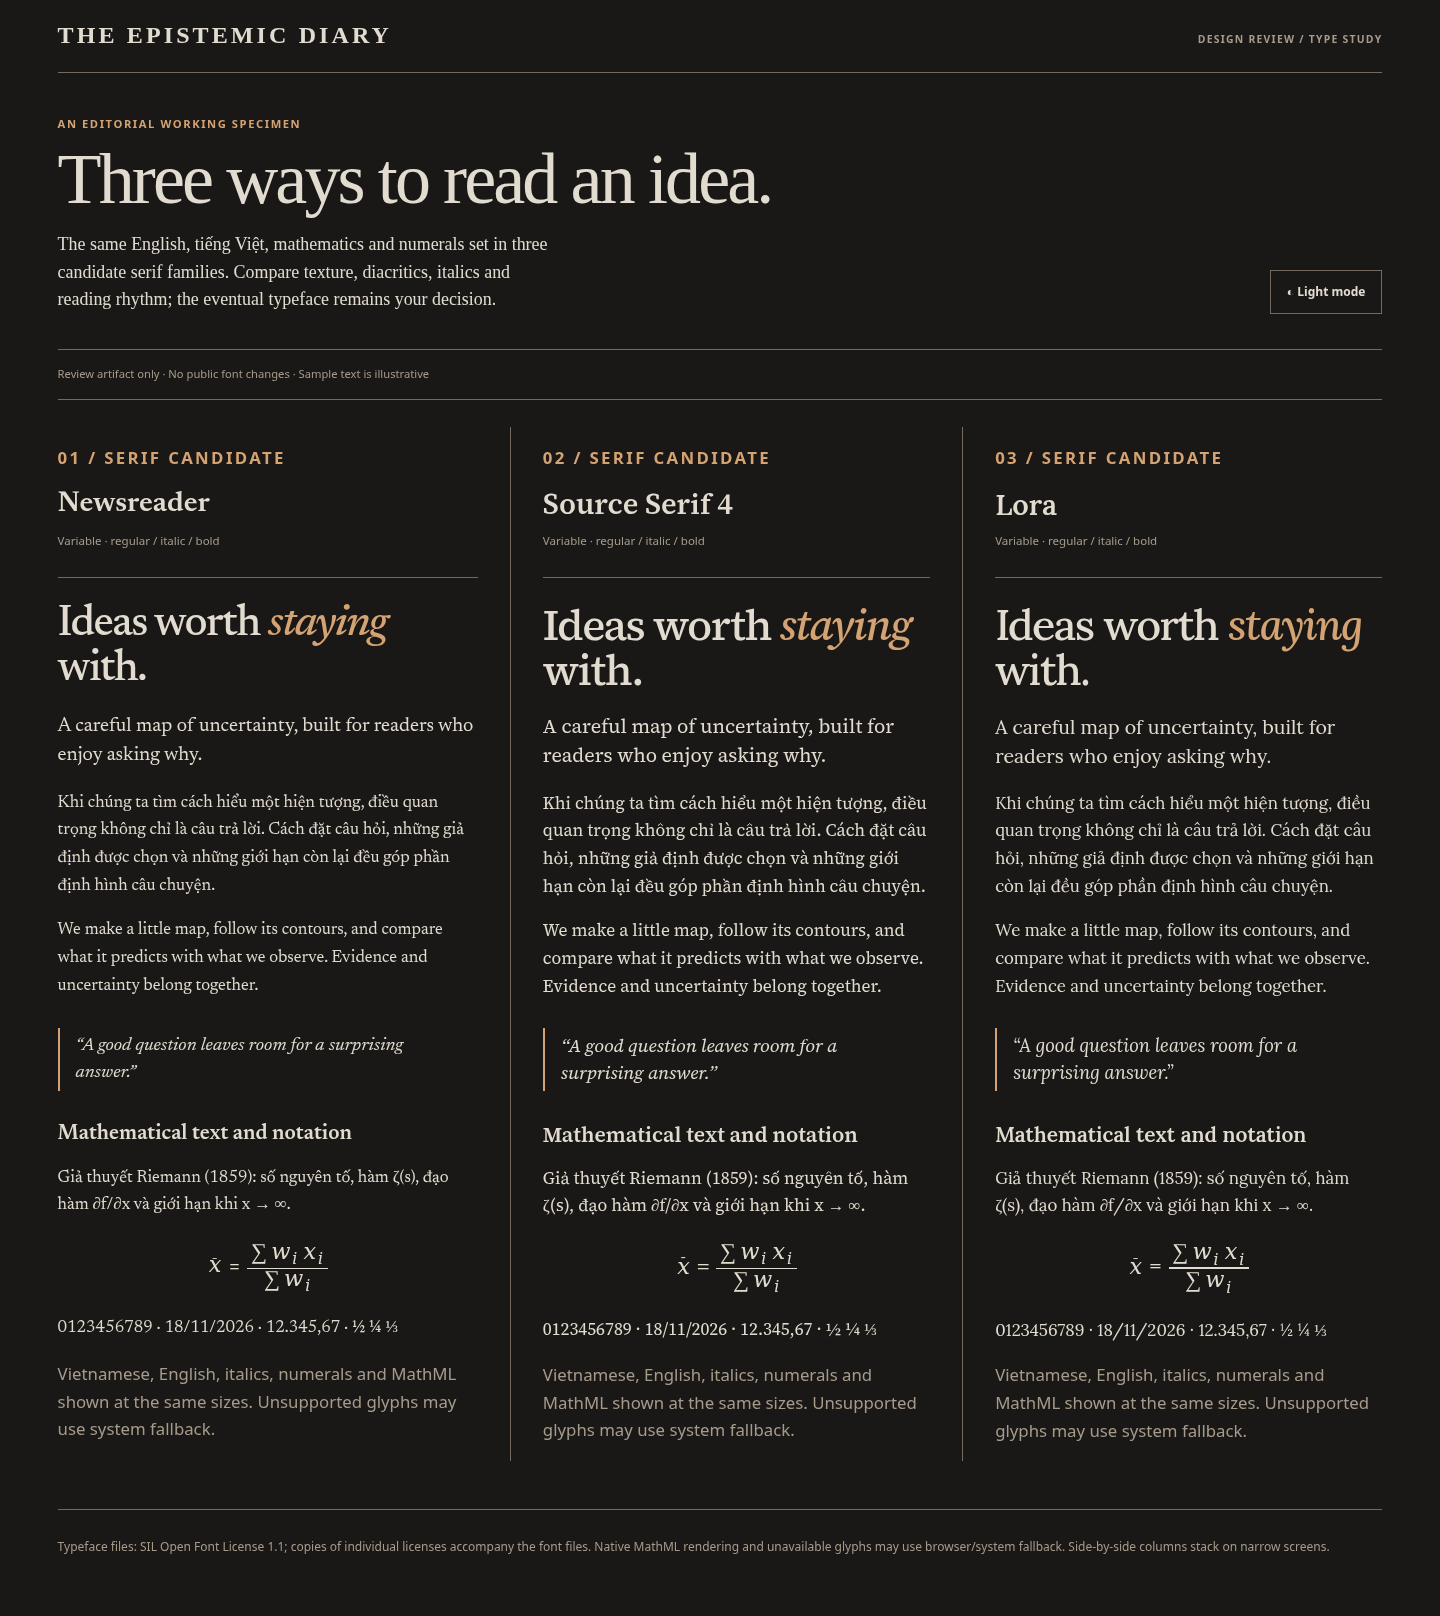 THE EPISTEMIC DIARY
DESIGN REVIEW / TYPE STUDY
AN EDITORIAL WORKING SPECIMEN
Three ways to read an idea.
The same English, tiếng Việt, mathematics and numerals set in three
candidate serif families. Compare texture, diacritics, italics and
reading rhythm; the eventual typeface remains your decision.
Light mode
Review artifact only · No public font changes · Sample text is illustrative
01 / SERIF CANDIDATE
Newsreader
Variable · regular / italic / bold
Ideas worth staying
with.
A careful map of uncertainty, built for readers who
enjoy asking why.
Khi chúng ta tìm cách hiểu một hiện tượng, điều quan
trọng không chỉ là câu trả lời. Cách đặt câu hỏi, những giả
định được chọn và những giới hạn còn lại đều góp phần
định hình câu chuyện.
We make a little map, follow its contours, and compare
what it predicts with what we observe. Evidence and
uncertainty belong together.
“A good question leaves room for a surprising
answer.”
Mathematical text and notation
Giả thuyết Riemann (1859): số nguyên tố, hàm ζ(s), đạo
hàm ∂f/∂x và giới hạn khi x → ∞.
x̄ = ∑ wᵢ xᵢ / ∑ wᵢ
0123456789 · 18/11/2026 · 12.345,67 · ½ ¼ ⅓
Vietnamese, English, italics, numerals and MathML
shown at the same sizes. Unsupported glyphs may
use system fallback.
02 / SERIF CANDIDATE
Source Serif 4
Variable · regular / italic / bold
Ideas worth staying
with.
A careful map of uncertainty, built for
readers who enjoy asking why.
Khi chúng ta tìm cách hiểu một hiện tượng, điều
quan trọng không chỉ là câu trả lời. Cách đặt câu
hỏi, những giả định được chọn và những giới
hạn còn lại đều góp phần định hình câu chuyện.
We make a little map, follow its contours, and
compare what it predicts with what we observe.
Evidence and uncertainty belong together.
“A good question leaves room for a
surprising answer.”
Mathematical text and notation
Giả thuyết Riemann (1859): số nguyên tố, hàm
ζ(s), đạo hàm ∂f/∂x và giới hạn khi x → ∞.
x̄ = ∑ wᵢ xᵢ / ∑ wᵢ
0123456789 · 18/11/2026 · 12.345,67 · ½ ¼ ⅓
Vietnamese, English, italics, numerals and
MathML shown at the same sizes. Unsupported
glyphs may use system fallback.
03 / SERIF CANDIDATE
Lora
Variable · regular / italic / bold
Ideas worth staying
with.
A careful map of uncertainty, built for
readers who enjoy asking why.
Khi chúng ta tìm cách hiểu một hiện tượng, điều
quan trọng không chỉ là câu trả lời. Cách đặt câu
hỏi, những giả định được chọn và những giới hạn
còn lại đều góp phần định hình câu chuyện.
We make a little map, follow its contours, and
compare what it predicts with what we observe.
Evidence and uncertainty belong together.
“A good question leaves room for a
surprising answer.”
Mathematical text and notation
Giả thuyết Riemann (1859): số nguyên tố, hàm
ζ(s), đạo hàm ∂f/∂x và giới hạn khi x → ∞.
x̄ = ∑ wᵢ xᵢ / ∑ wᵢ
0123456789 · 18/11/2026 · 12.345,67 · ½ ¼ ⅓
Vietnamese, English, italics, numerals and
MathML shown at the same sizes. Unsupported
glyphs may use system fallback.
Typeface files: SIL Open Font License 1.1; copies of individual licenses accompany the font files. Native MathML rendering and unavailable glyphs may use browser/system fallback. Side-by-side columns stack on narrow screens.